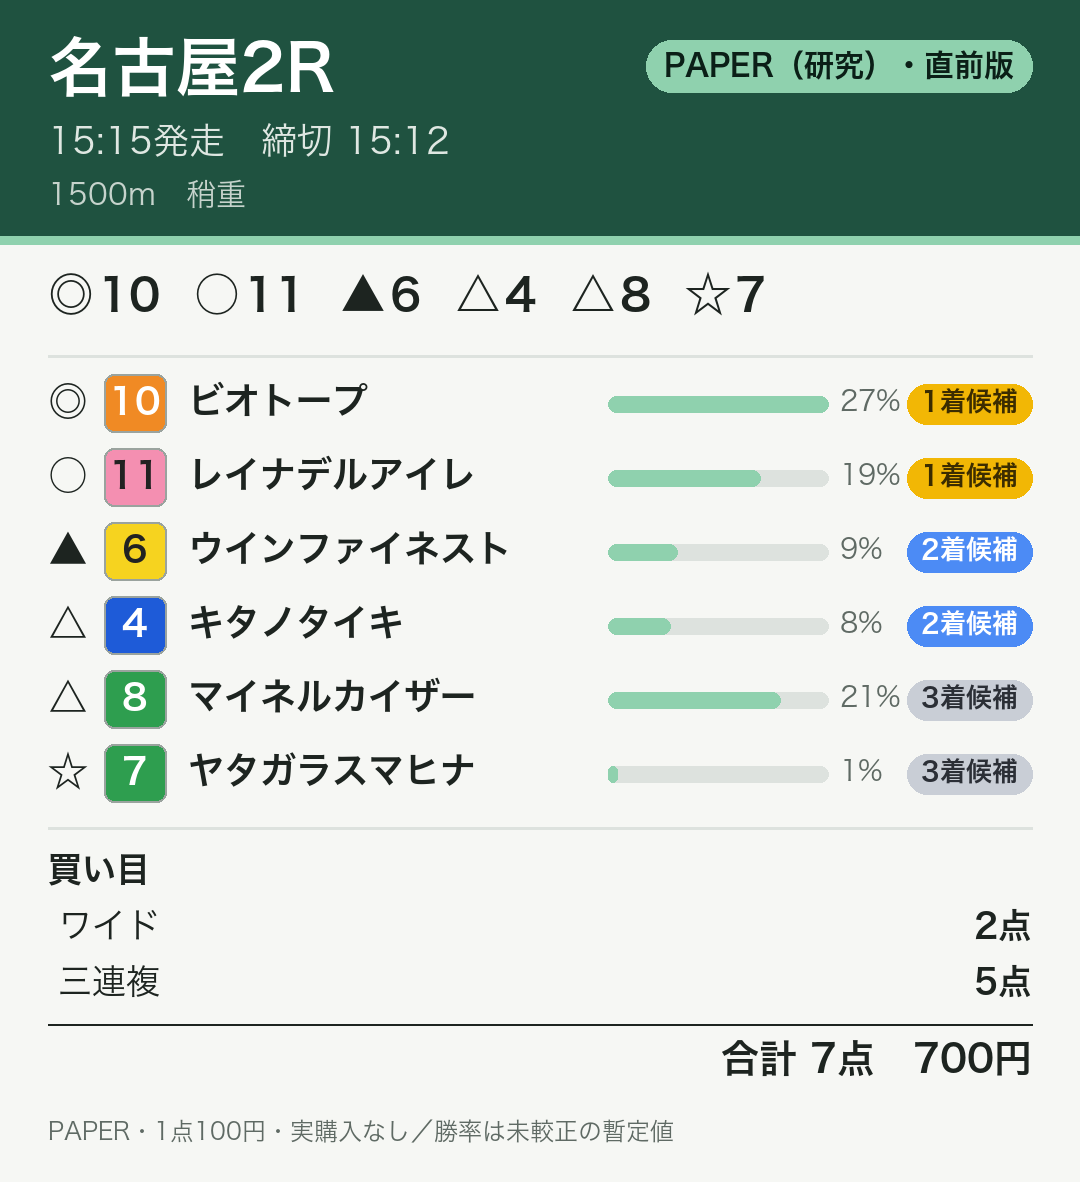 名古屋2R
PAPER（研究）・直前版
15:15発走　締切 15:12
1500m　稍重
◎10 ○11 ▲6 △4 △8 ☆7
◎ 10 ビオトープ 27% 1着候補
○ 11 レイナデルアイレ 19% 1着候補
▲ 6 ウインファイネスト 9% 2着候補
△ 4 キタノタイキ 8% 2着候補
△ 8 マイネルカイザー 21% 3着候補
☆ 7 ヤタガラスマヒナ 1% 3着候補
買い目
ワイド 2点
三連複 5点
合計 7点　700円
PAPER・1点100円・実購入なし／勝率は未較正の暫定値